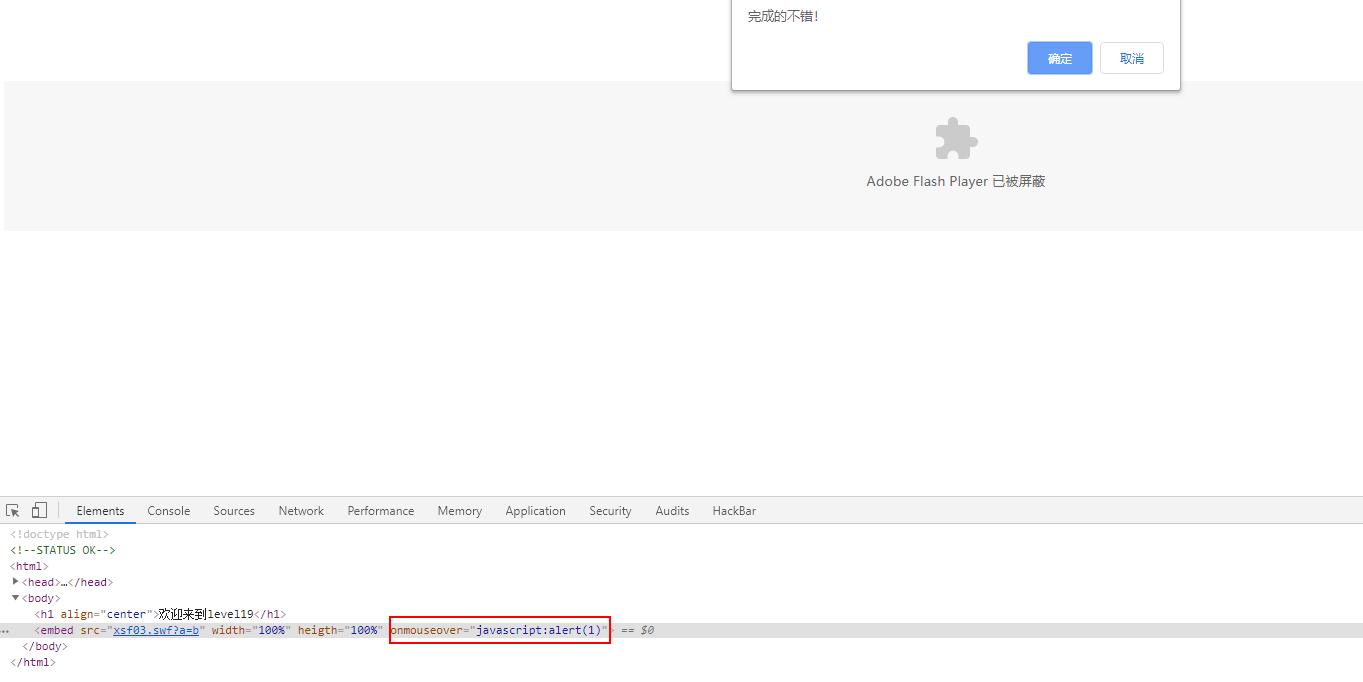 完成的不错!
确定 取消
Adobe Flash Player 已被屏蔽
Elements Console Sources Network Performance Memory Application Security Audits HackBar
<!doctype html>
<!--STATUS OK-->
<html>
<head>…</head>
<body>
<h1 align="center">欢迎来到level19</h1>
<embed src="xsf03.swf?a=b" width="100%" heigth="100%" onmouseover="javascript:alert(1)"> == $0
</body>
</html>